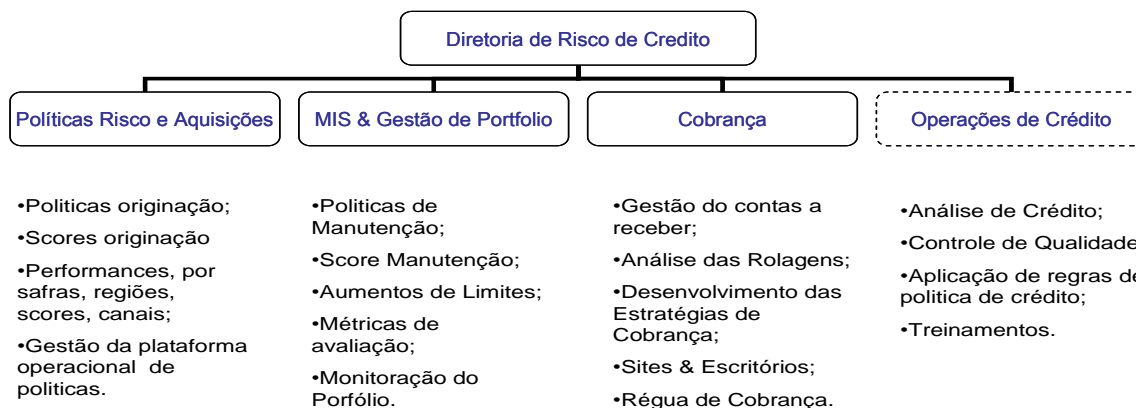 Diretoria de Risco de Credito
Políticas Risco e Aquisições
MIS & Gestão de Portfolio
Cobrança
Operações de Crédito
•Politicas originação;
•Scores originação
•Performances, por
safras, regiões,
scores, canais;
•Gestão da plataforma
operacional de
politicas.
•Politicas de
Manutenção;
•Score Manutenção;
•Aumentos de Limites;
•Métricas de
avaliação;
•Monitoração do
Porfólio.
•Gestão do contas a
receber;
•Análise das Rolagens;
•Desenvolvimento das
Estratégias de
Cobrança;
•Sites & Escritórios;
•Régua de Cobrança.
•Análise de Crédito;
•Controle de Qualidade
•Aplicação de regras de
politica de crédito;
•Treinamentos.